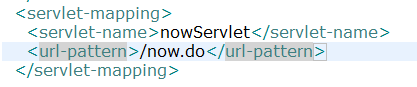 <servlet-mapping>
<servlet-name>nowServlet</servlet-name>
<url-pattern>/now.do</url-pattern>
</servlet-mapping>